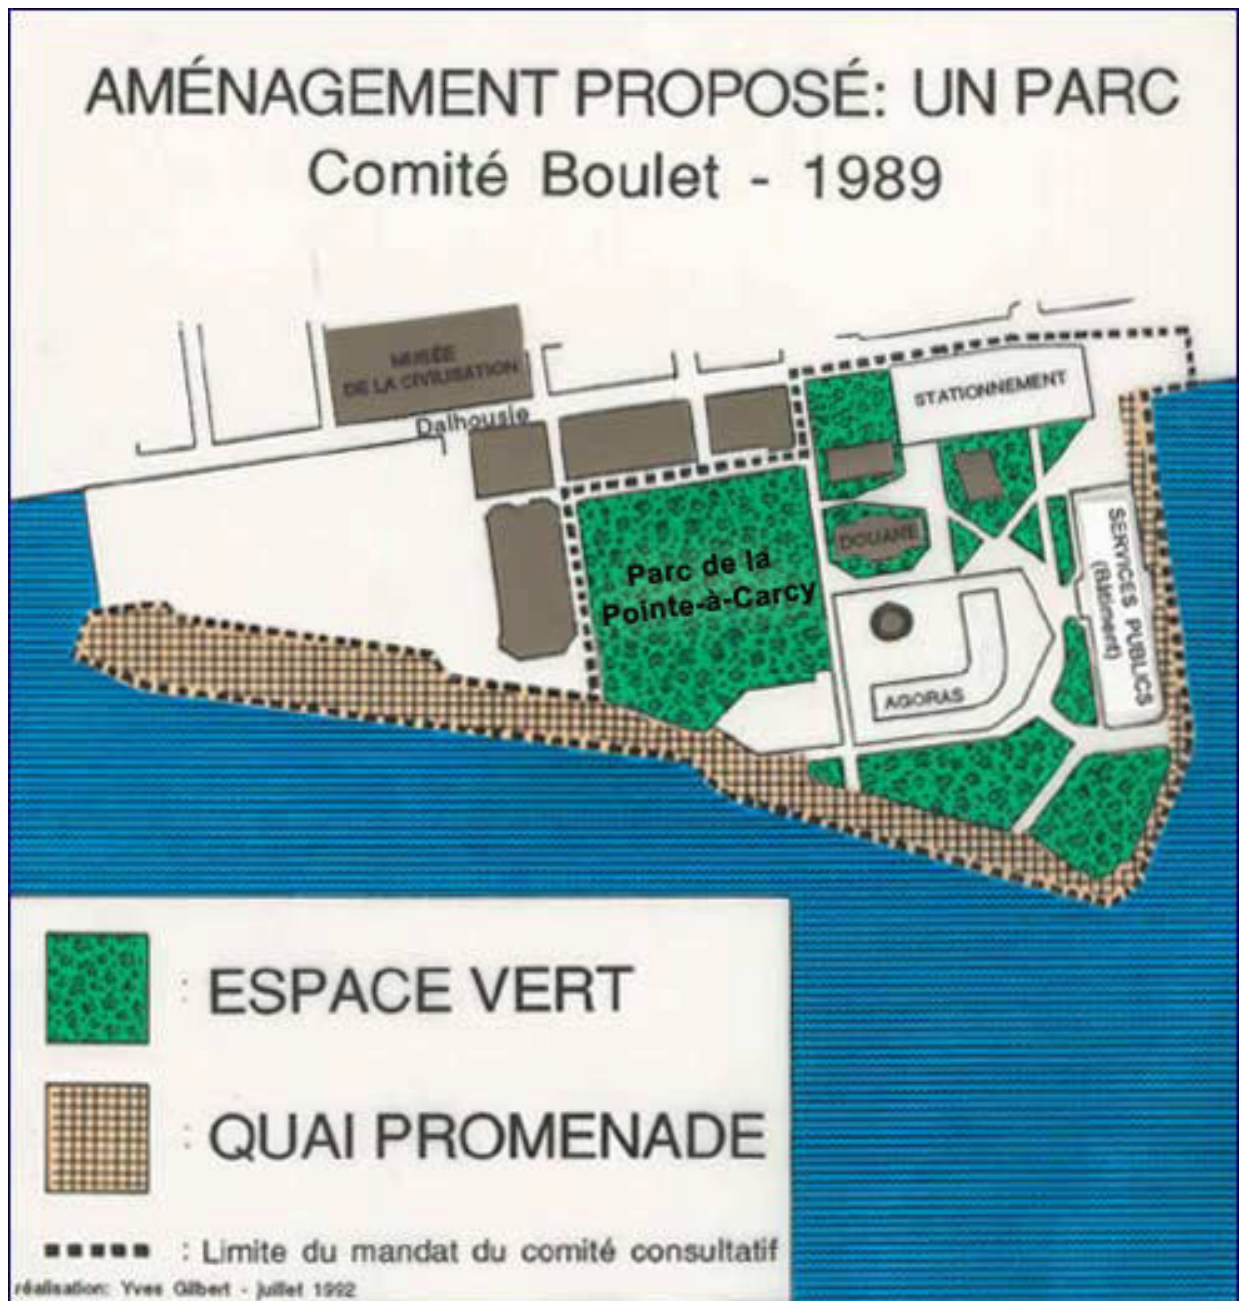 AMÉNAGEMENT PROPOSÉ: UN PARC
Comité Boulet - 1989
MUSÉE
DE LA CIVILISATION
Dalhousie
STATIONNEMENT
DOUANE
SERVICES PUBLICS
(Bâtiment)
Parc de la
Pointe-à-Carcy
AGORAS
: ESPACE VERT
: QUAI PROMENADE
: Limite du mandat du comité consultatif
réalisation: Yves Gilbert - juillet 1992